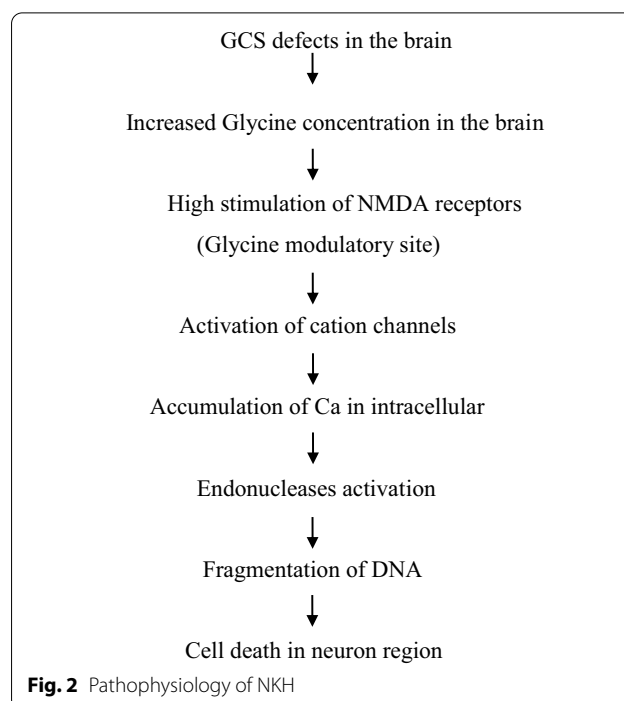 GCS defects in the brain
Increased Glycine concentration in the brain
High stimulation of NMDA receptors
(Glycine modulatory site)
Activation of cation channels
Accumulation of Ca in intracellular
Endonucleases activation
Fragmentation of DNA
Cell death in neuron region
Fig. 2 Pathophysiology of NKH